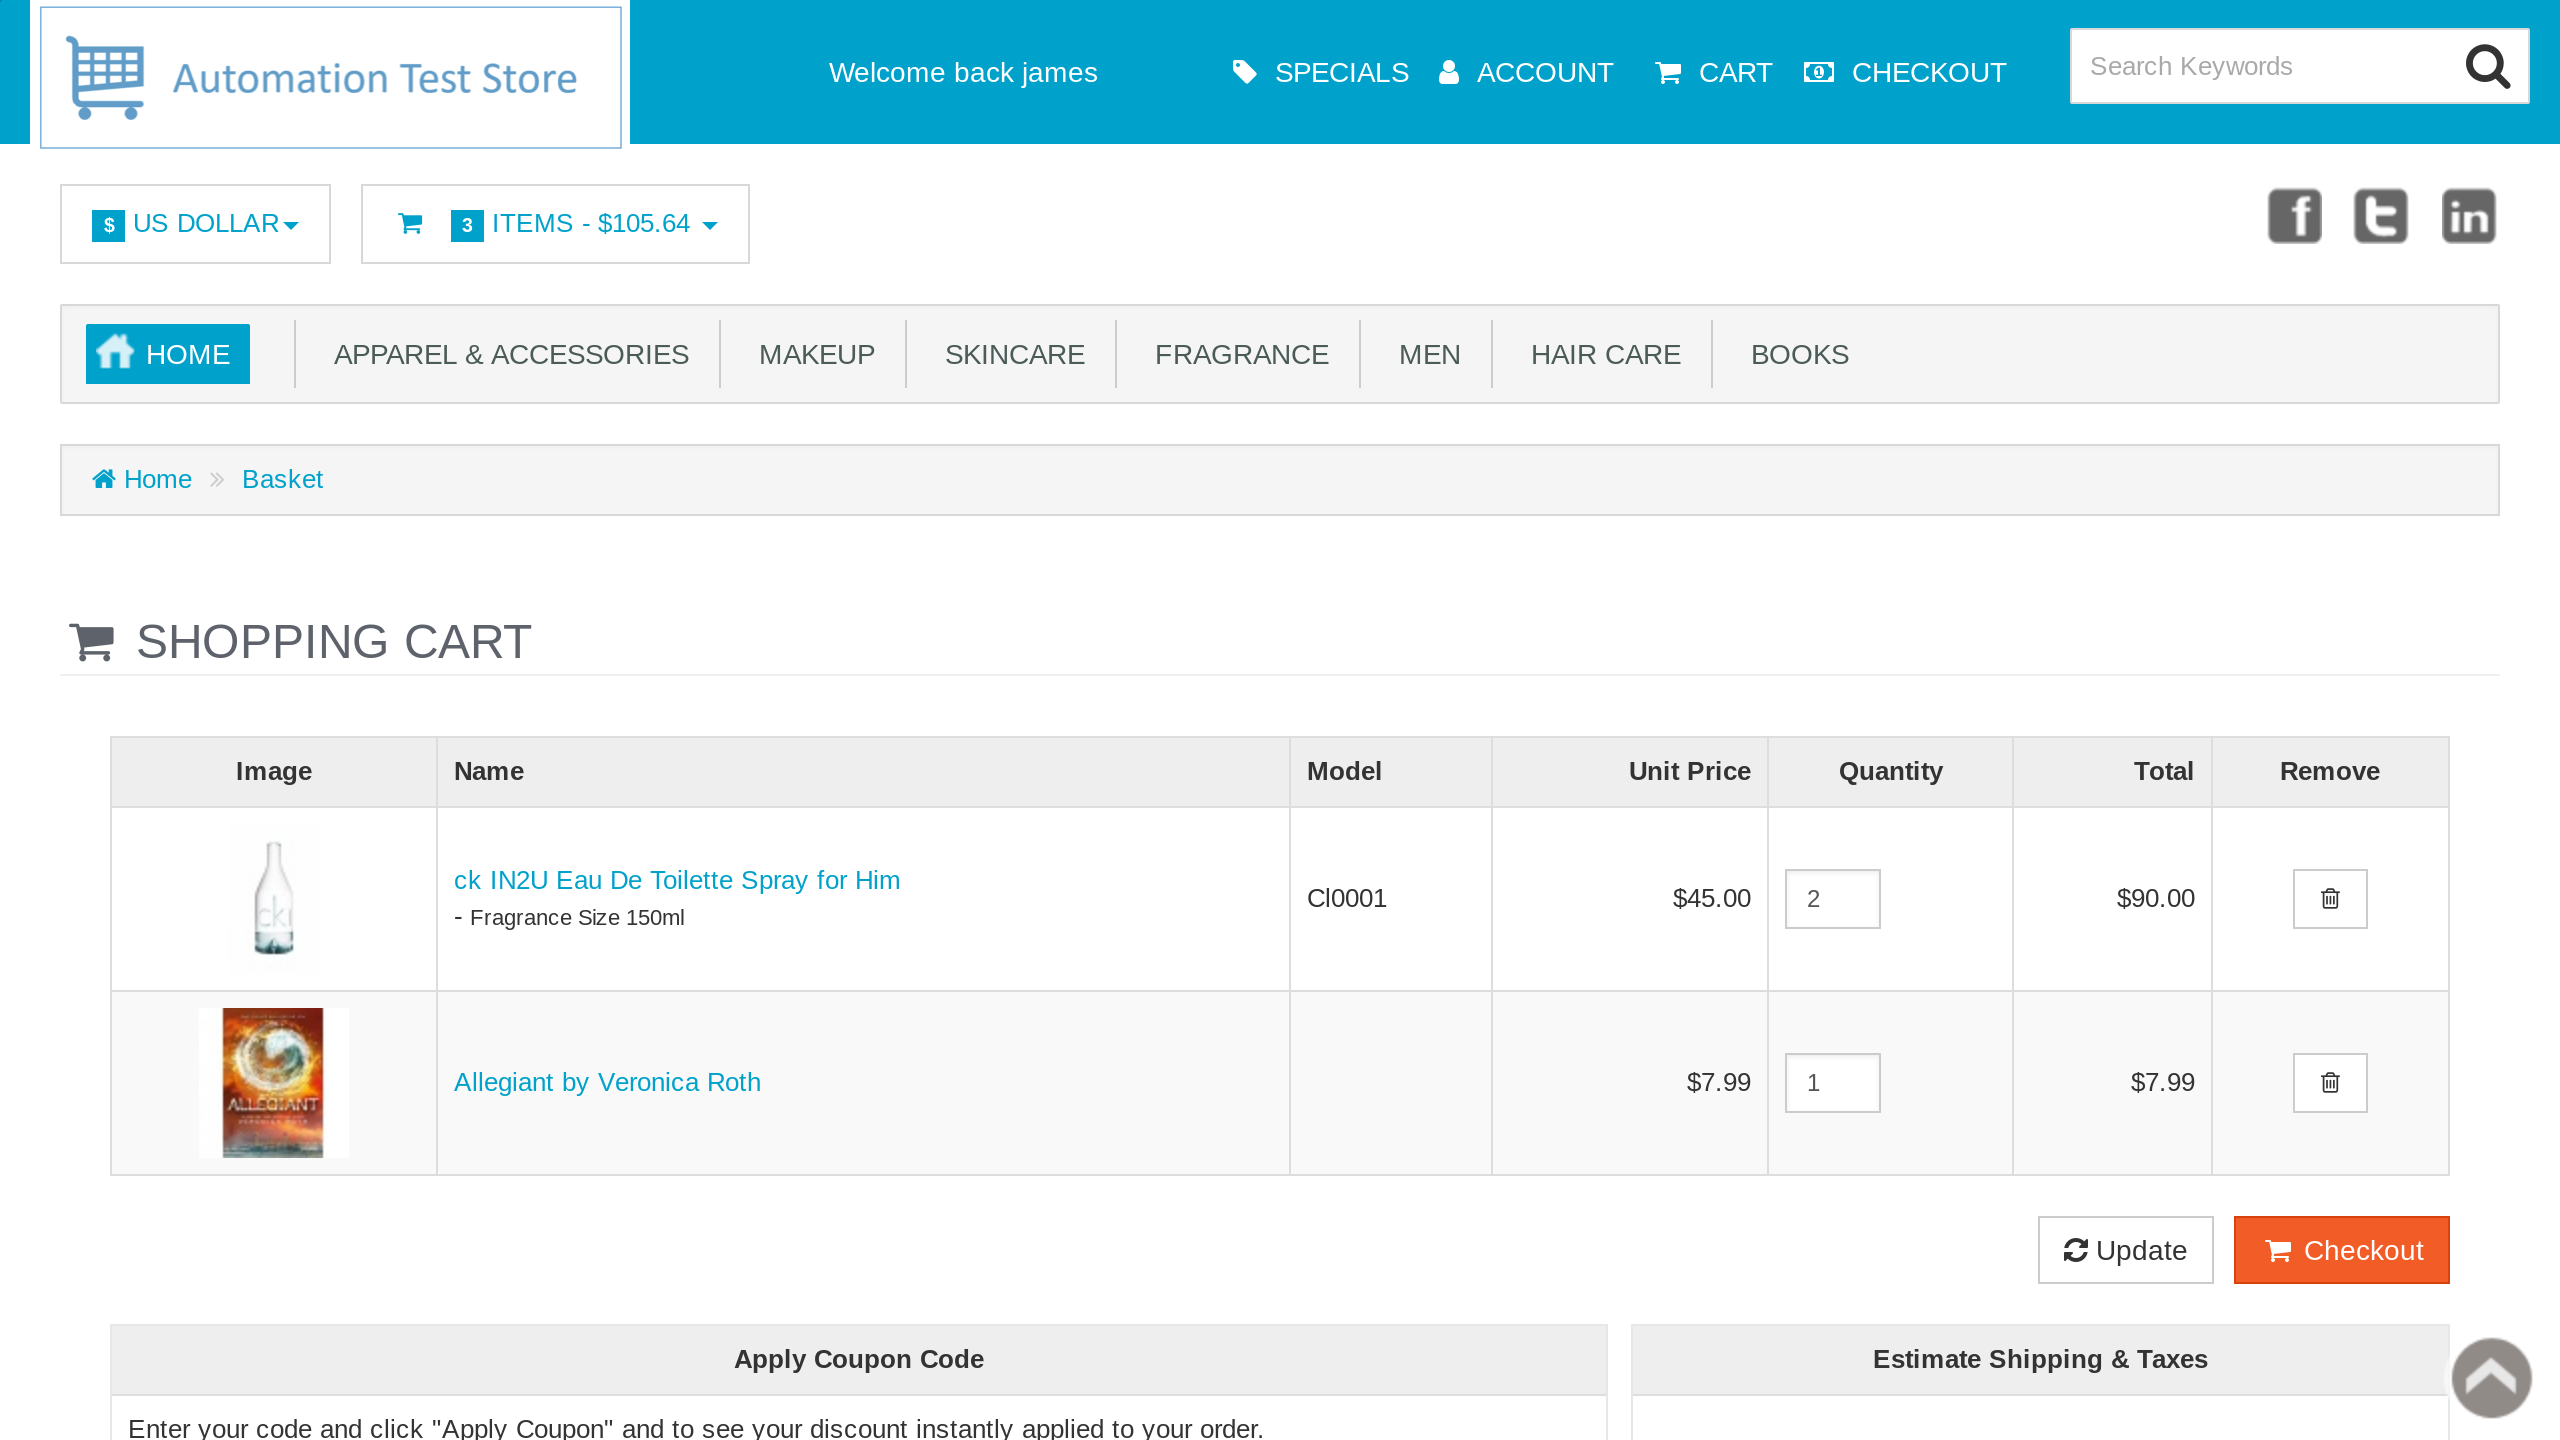 Automation Test Store
Welcome back james
SPECIALS
ACCOUNT
CART
CHECKOUT
Search Keywords
$ US DOLLAR
3 ITEMS - $105.64
HOME
APPAREL & ACCESSORIES
MAKEUP
SKINCARE
FRAGRANCE
MEN
HAIR CARE
BOOKS
Home » Basket
SHOPPING CART
Image Name Model Unit Price Quantity Total Remove
cki
ck IN2U Eau De Toilette Spray for Him
- Fragrance Size 150ml
Cl0001 $45.00 2 $90.00
ALLEGIANT
Allegiant by Veronica Roth
$7.99 1 $7.99
Update
Checkout
Apply Coupon Code
Enter your code and click "Apply Coupon" and to see your discount instantly applied to your order.
Estimate Shipping & Taxes